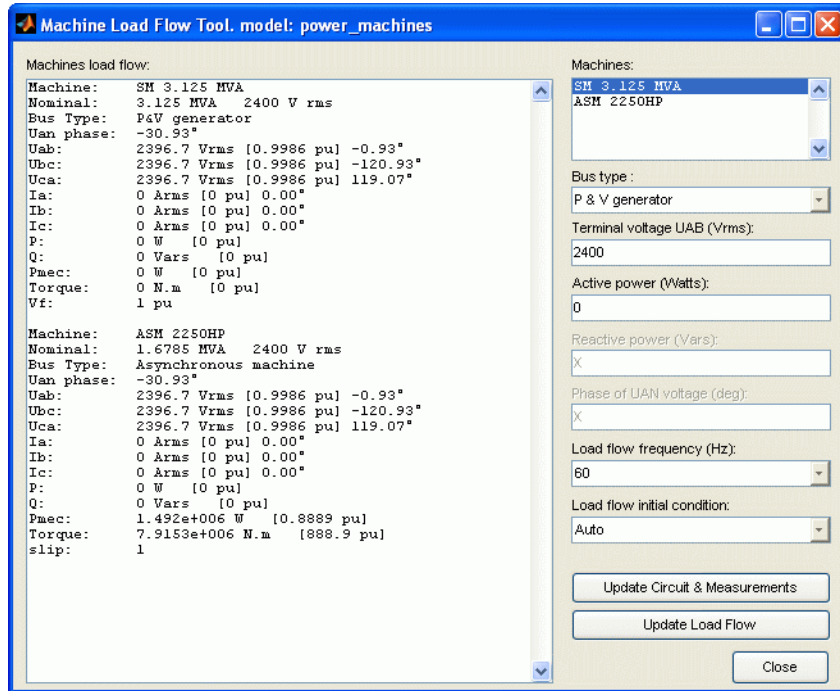 Machine Load Flow Tool. model: power_machines
Machines load flow:
Machine: SM 3.125 MVA
Nominal: 3.125 MVA 2400 V rms
Bus Type: P&V generator
Uan phase: -30.93°
Uab: 2396.7 Vrms [0.9986 pu] -0.93°
Ubc: 2396.7 Vrms [0.9986 pu] -120.93°
Uca: 2396.7 Vrms [0.9986 pu] 119.07°
Ia: 0 Arms [0 pu] 0.00°
Ib: 0 Arms [0 pu] 0.00°
Ic: 0 Arms [0 pu] 0.00°
P: 0 W [0 pu]
Q: 0 Vars [0 pu]
Pmec: 0 W [0 pu]
Torque: 0 N.m [0 pu]
Vf: 1 pu
Machine: ASM 2250HP
Nominal: 1.6785 MVA 2400 V rms
Bus Type: Asynchronous machine
Uan phase: -30.93°
Uab: 2396.7 Vrms [0.9986 pu] -0.93°
Ubc: 2396.7 Vrms [0.9986 pu] -120.93°
Uca: 2396.7 Vrms [0.9986 pu] 119.07°
Ia: 0 Arms [0 pu] 0.00°
Ib: 0 Arms [0 pu] 0.00°
Ic: 0 Arms [0 pu] 0.00°
P: 0 W [0 pu]
Q: 0 Vars [0 pu]
Pmec: 1.492e+006 W [0.8889 pu]
Torque: 7.9153e+006 N.m [888.9 pu]
slip: 1
Machines:
SM 3.125 MVA
ASM 2250HP
Bus type :
P & V generator
Terminal voltage UAB (Vrms):
2400
Active power (Watts):
0
Reactive power (Vars):
X
Phase of UAN voltage (deg):
X
Load flow frequency (Hz):
60
Load flow initial condition:
Auto
Update Circuit & Measurements
Update Load Flow
Close